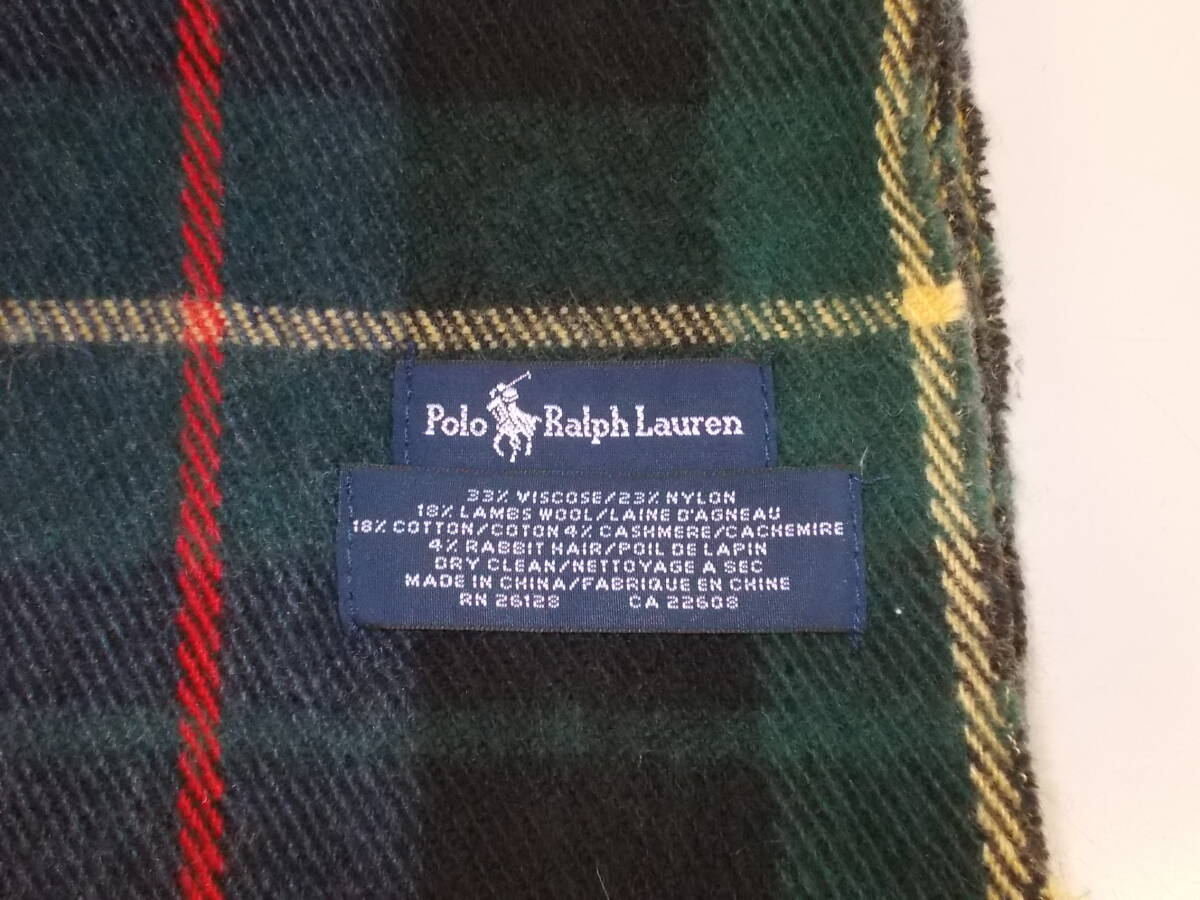 Polo Ralph Lauren
33% VISCOSE/23% NYLON
18% LAMBS WOOL/LAINE D'AGNEAU
18% COTTON/COTON 4% CASHMERE/CACHEMIRE
4% RABBIT HAIR/POIL DE LAPIN
DRY CLEAN/NETTOYAGE A SEC
MADE IN CHINA/FABRIQUE EN CHINE
RN 26128 CA 22608